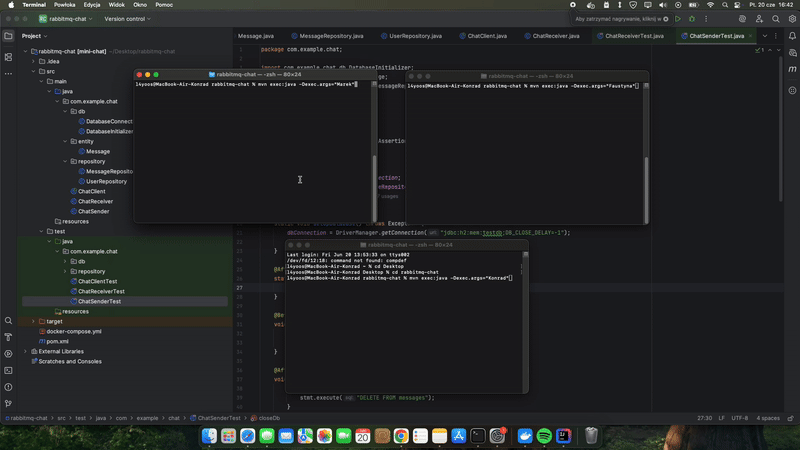 Terminal Powłoka Edycja Widok Okno Pomoc Pt. 20 cze 16:42
RC rabbitmq-chat Version control Aby zatrzymać nagrywanie, kliknij w
Project
Message.java MessageRepository.java UserRepository.java ChatClient.java ChatReceiver.java ChatReceiverTest.java ChatSenderTest.java
rabbitmq-chat [mini-chat] ~/Desktop/rabbitmq-chat
.idea
src
main
java
com.example.chat
db
DatabaseConnect
DatabaseInitializer
entity
Message
repository
MessageReposito
UserRepository
ChatClient
ChatReceiver
ChatSender
resources
test
java
com.example.chat
db
repository
ChatClientTest
ChatReceiverTest
ChatSenderTest
resources
target
docker-compose.yml
pom.xml
External Libraries
Scratches and Consoles
package com.example.chat;
import com.example.chat.db.DatabaseInitializer;
rabbitmq-chat — -zsh — 80×24
l4yoos@MacBook-Air-Konrad rabbitmq-chat % mvn exec:java -Dexec.args="Marek"
rabbitmq-chat — -zsh — 80×24
l4yoos@MacBook-Air-Konrad rabbitmq-chat % mvn exec:java -Dexec.args="Faustyna"
dbConnection = DriverManager.getConnection( url: "jdbc:h2:mem:testdb;DB_CLOSE_DELAY=-1");
rabbitmq-chat — -zsh — 80×24
Last login: Fri Jun 20 13:53:33 on ttys002
/dev/fd/12:18: command not found: compdef
l4yoos@MacBook-Air-Konrad ~ % cd Desktop
l4yoos@MacBook-Air-Konrad Desktop % cd rabbitmq-chat
l4yoos@MacBook-Air-Konrad rabbitmq-chat % mvn exec:java -Dexec.args="Konrad"
27
stmt.execute( "DELETE FROM messages");
40 }
rabbitmq-chat > src > test > java > com > example > chat > ChatSenderTest > closeDb 27:30 LF UTF-8 4 spaces